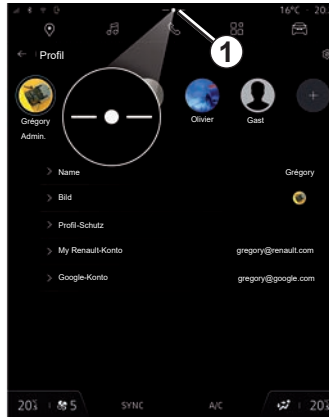 16°C 20
1
Profil
Grégory
Admin.
Olivier
Gast
Name Grégory
Bild
Profil-Schutz
My Renault-Konto gregory@renault.com
Google-Konto gregory@google.com
20 5 SYNC A/C 20